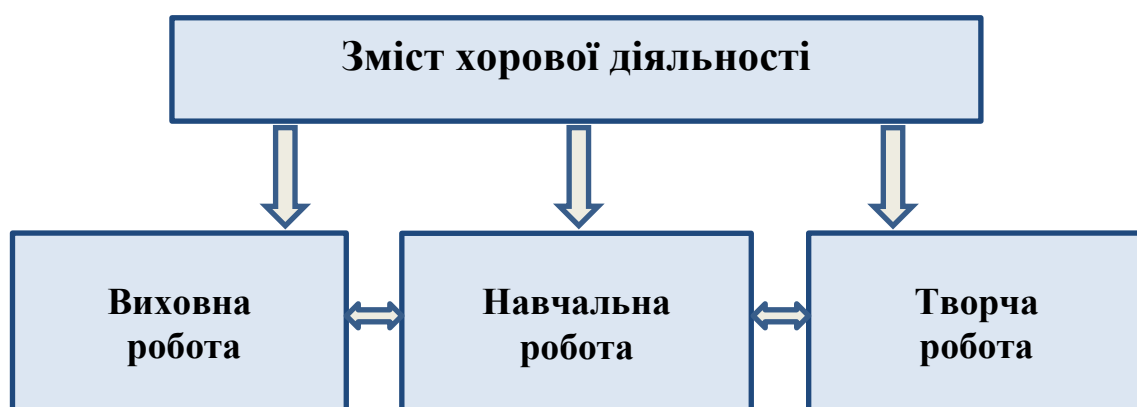 Зміст хорової діяльності
Виховна
робота
Навчальна
робота
Творча
робота